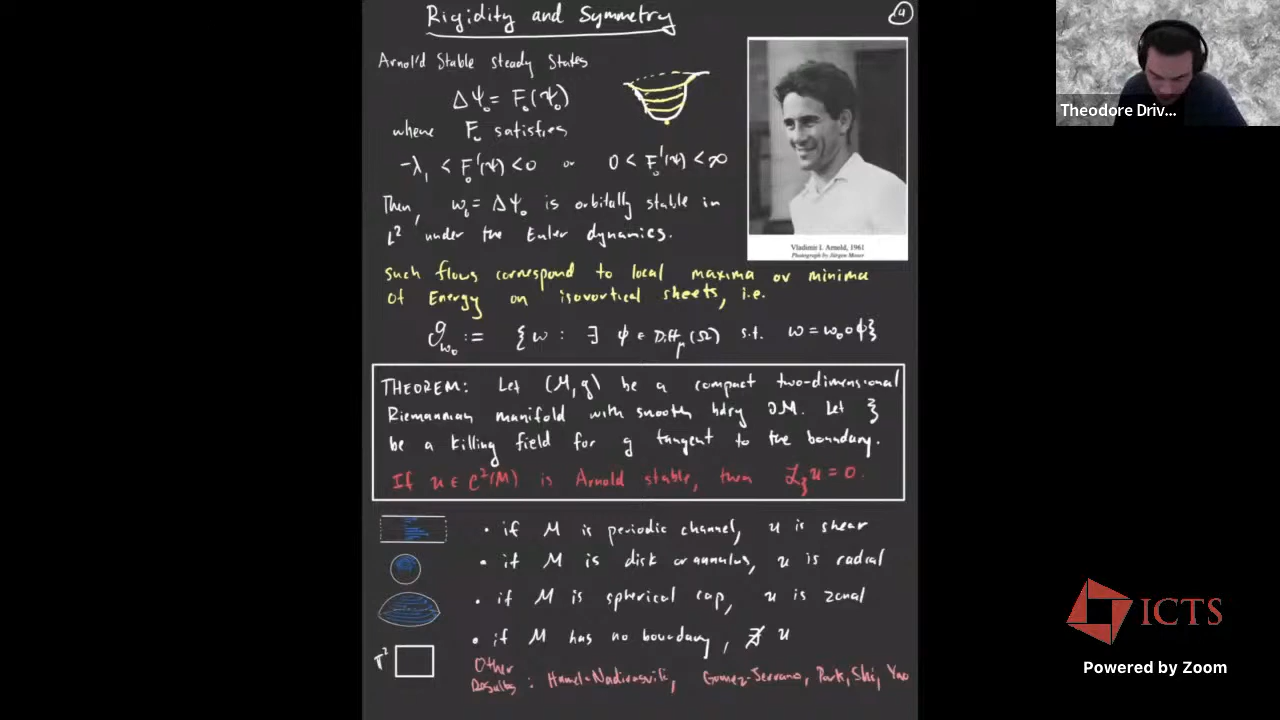 Rigidity and Symmetry
4
Arnol'd Stable steady States
Δψ₀ = F₀(ψ₀)
where F₀ satisfies
-λ₁ < F₀'(ψ) < 0 or 0 < F₀'(ψ) < ∞
Then, ω₀ = Δψ₀ is orbitally stable in
L² under the Euler dynamics.
Vladimir I. Arnold, 1961
Photograph by Jürgen Moser
Such flows correspond to local maxima or minima
of Energy on isovortical sheets, i.e.
𝒪_ω₀ := { ω : ∃ φ ∈ Diff_μ(Ω) s.t. ω = ω₀∘φ }
THEOREM: Let (M,g) be a compact two-dimensional
Riemannian manifold with smooth bdry ∂M. Let ξ
be a Killing field for g tangent to the boundary.
If u ∈ C²(M) is Arnold stable, then ℒ_ξ u = 0.
• if M is periodic channel, u is shear
• if M is disk or annulus, u is radial
• if M is spherical cap, u is zonal
• if M has no boundary, ∄ u
T²
Other
Results: Hamel-Nadirasvili, Gomez-Serrano, Park, Shi, Yao
Theodore Driv...
ICTS
Powered by Zoom